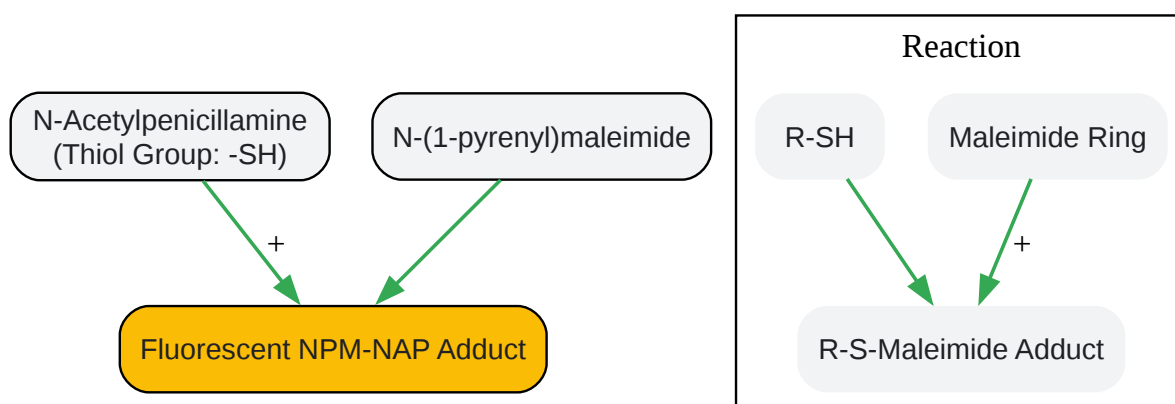 N-Acetylpenicillamine
(Thiol Group: -SH)
N-(1-pyrenyl)maleimide
+
Fluorescent NPM-NAP Adduct
Reaction
R-SH
Maleimide Ring
+
R-S-Maleimide Adduct